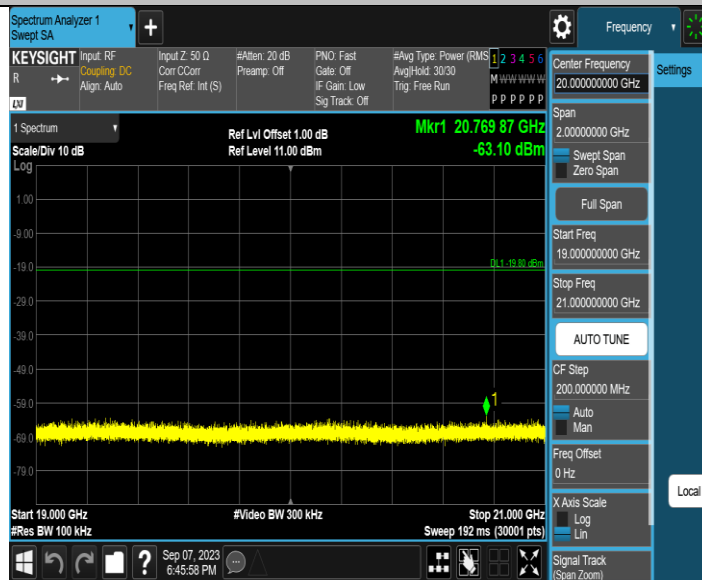 Spectrum Analyzer 1
Swept SA
+
Frequency
KEYSIGHT
R
LXI
Input: RF
Coupling: DC
Align: Auto
Input Z: 50 Ω
Corr CCorr
Freq Ref: Int (S)
#Atten: 20 dB
Preamp: Off
PNO: Fast
Gate: Off
IF Gain: Low
Sig Track: Off
#Avg Type: Power (RMS
Avg|Hold: 30/30
Trig: Free Run
1 2 3 4 5 6
M W W W W W
P P P P P P
1 Spectrum
Scale/Div 10 dB
Ref Lvl Offset 1.00 dB
Ref Level 11.00 dBm
Mkr1 20.769 87 GHz
-63.10 dBm
Log
1.00
-9.00
-19.0
-29.0
-39.0
-49.0
-59.0
-69.0
-79.0
DL1 -19.80 dBm
1
Start 19.000 GHz
#Res BW 100 kHz
#Video BW 300 kHz
Stop 21.000 GHz
Sweep 192 ms (30001 pts)
Center Frequency
20.000000000 GHz
Settings
Span
2.00000000 GHz
Swept Span
Zero Span
Full Span
Start Freq
19.000000000 GHz
Stop Freq
21.000000000 GHz
AUTO TUNE
CF Step
200.000000 MHz
Auto
Man
Freq Offset
0 Hz
X Axis Scale
Log
Lin
Local
Signal Track
(Span Zoom)
?
Sep 07, 2023
6:45:58 PM